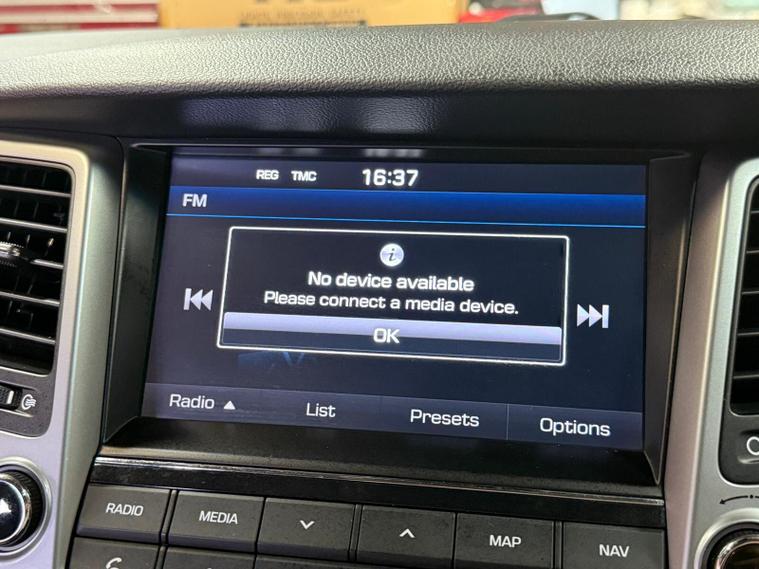 REG TMC 16:37
FM
No device available
Please connect a media device.
OK
Radio ▲ List Presets Options
RADIO MEDIA MAP NAV